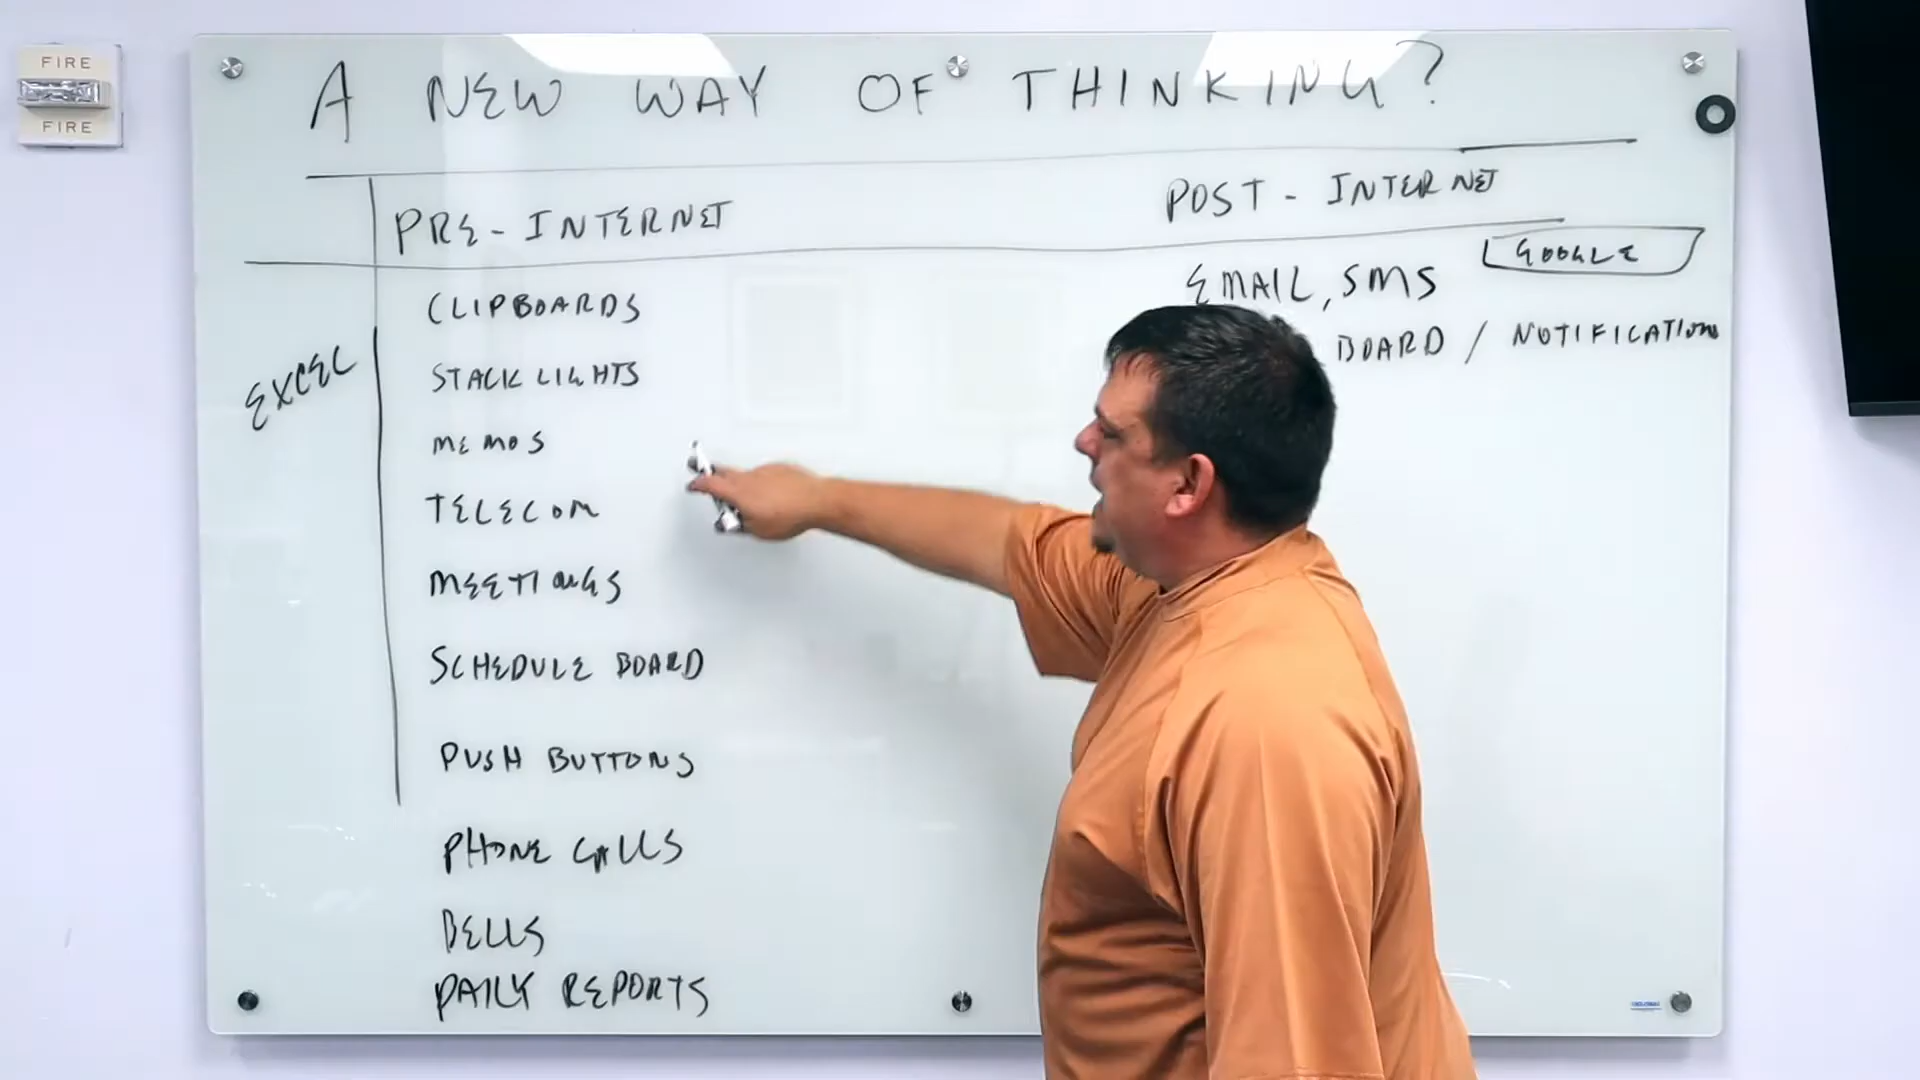 FIRE
FIRE
A NEW WAY OF THINKING?
PRE-INTERNET
POST-INTERNET
GOOGLE
EMAIL, SMS
BOARD / NOTIFICATIONS
EXCEL
CLIPBOARDS
STACK LIGHTS
MEMOS
TELECOM
MEETINGS
SCHEDULE BOARD
PUSH BUTTONS
PHONE CALLS
BELLS
DAILY REPORTS